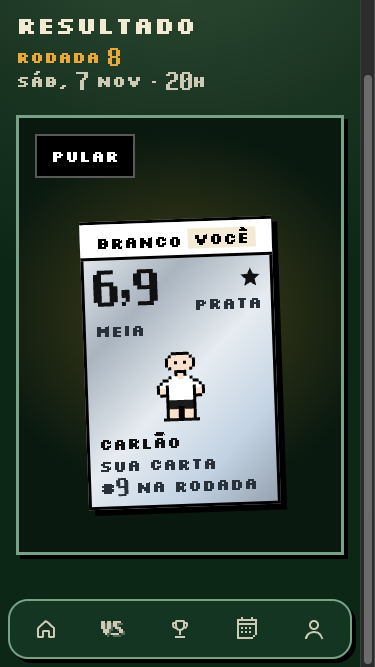 RESULTADO
RODADA 8
SÁB, 7 NOV · 20H
PULAR
BRANCO VOCÊ
6,9
PRATA
MEIA
CARLÃO
SUA CARTA
#9 NA RODADA
VS